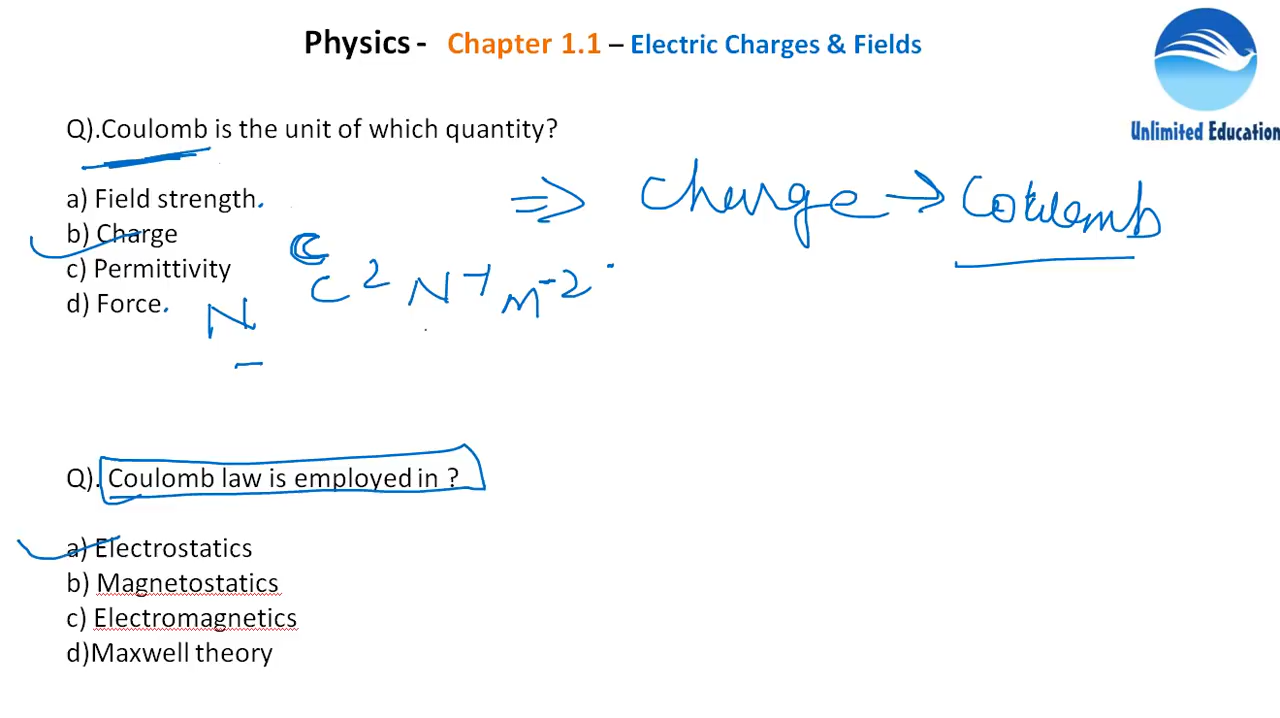 Physics - Chapter 1.1 – Electric Charges & Fields
Unlimited Education
Q).Coulomb is the unit of which quantity?
a) Field strength.
b) Charge
c) Permittivity
d) Force.
⇒ Charge → Coulomb
C
C² N⁻¹ m⁻²
N
Q). Coulomb law is employed in ?
a) Electrostatics
b) Magnetostatics
c) Electromagnetics
d)Maxwell theory